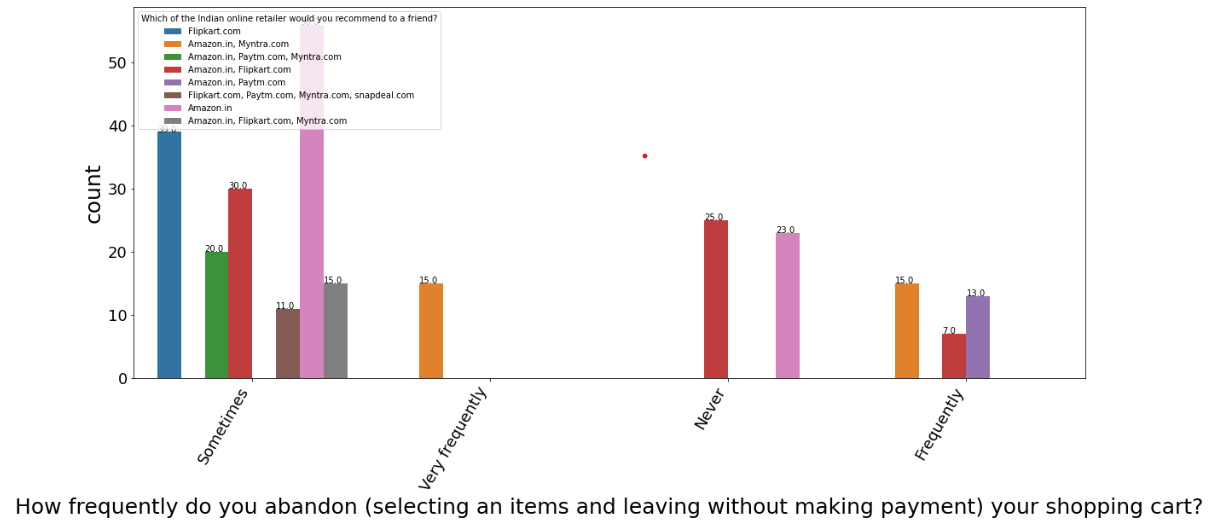 Which of the Indian online retailer would you recommend to a friend?
Flipkart.com
Amazon.in, Myntra.com
Amazon.in, Paytm.com, Myntra.com
Amazon.in, Flipkart.com
Amazon.in, Paytm.com
Flipkart.com, Paytm.com, Myntra.com, snapdeal.com
Amazon.in
Amazon.in, Flipkart.com, Myntra.com
count
50
40
30
20
10
0
20.0
30.0
11.0
15.0
15.0
25.0
23.0
15.0
7.0
13.0
Sometimes
Very frequently
Never
Frequently
How frequently do you abandon (selecting an items and leaving without making payment) your shopping cart?